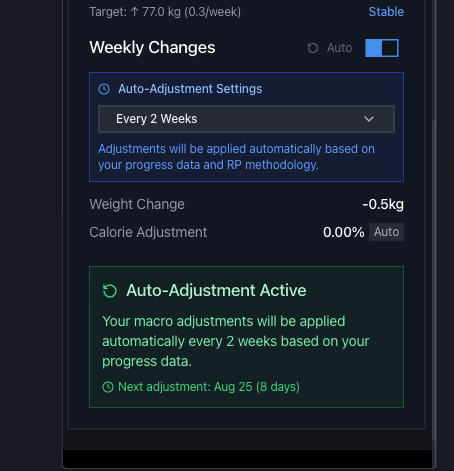 Target: ↑ 77.0 kg (0.3/week) Stable
Weekly Changes Auto
Auto-Adjustment Settings
Every 2 Weeks
Adjustments will be applied automatically based on
your progress data and RP methodology.
Weight Change -0.5kg
Calorie Adjustment 0.00% Auto
Auto-Adjustment Active
Your macro adjustments will be applied
automatically every 2 weeks based on your
progress data.
Next adjustment: Aug 25 (8 days)